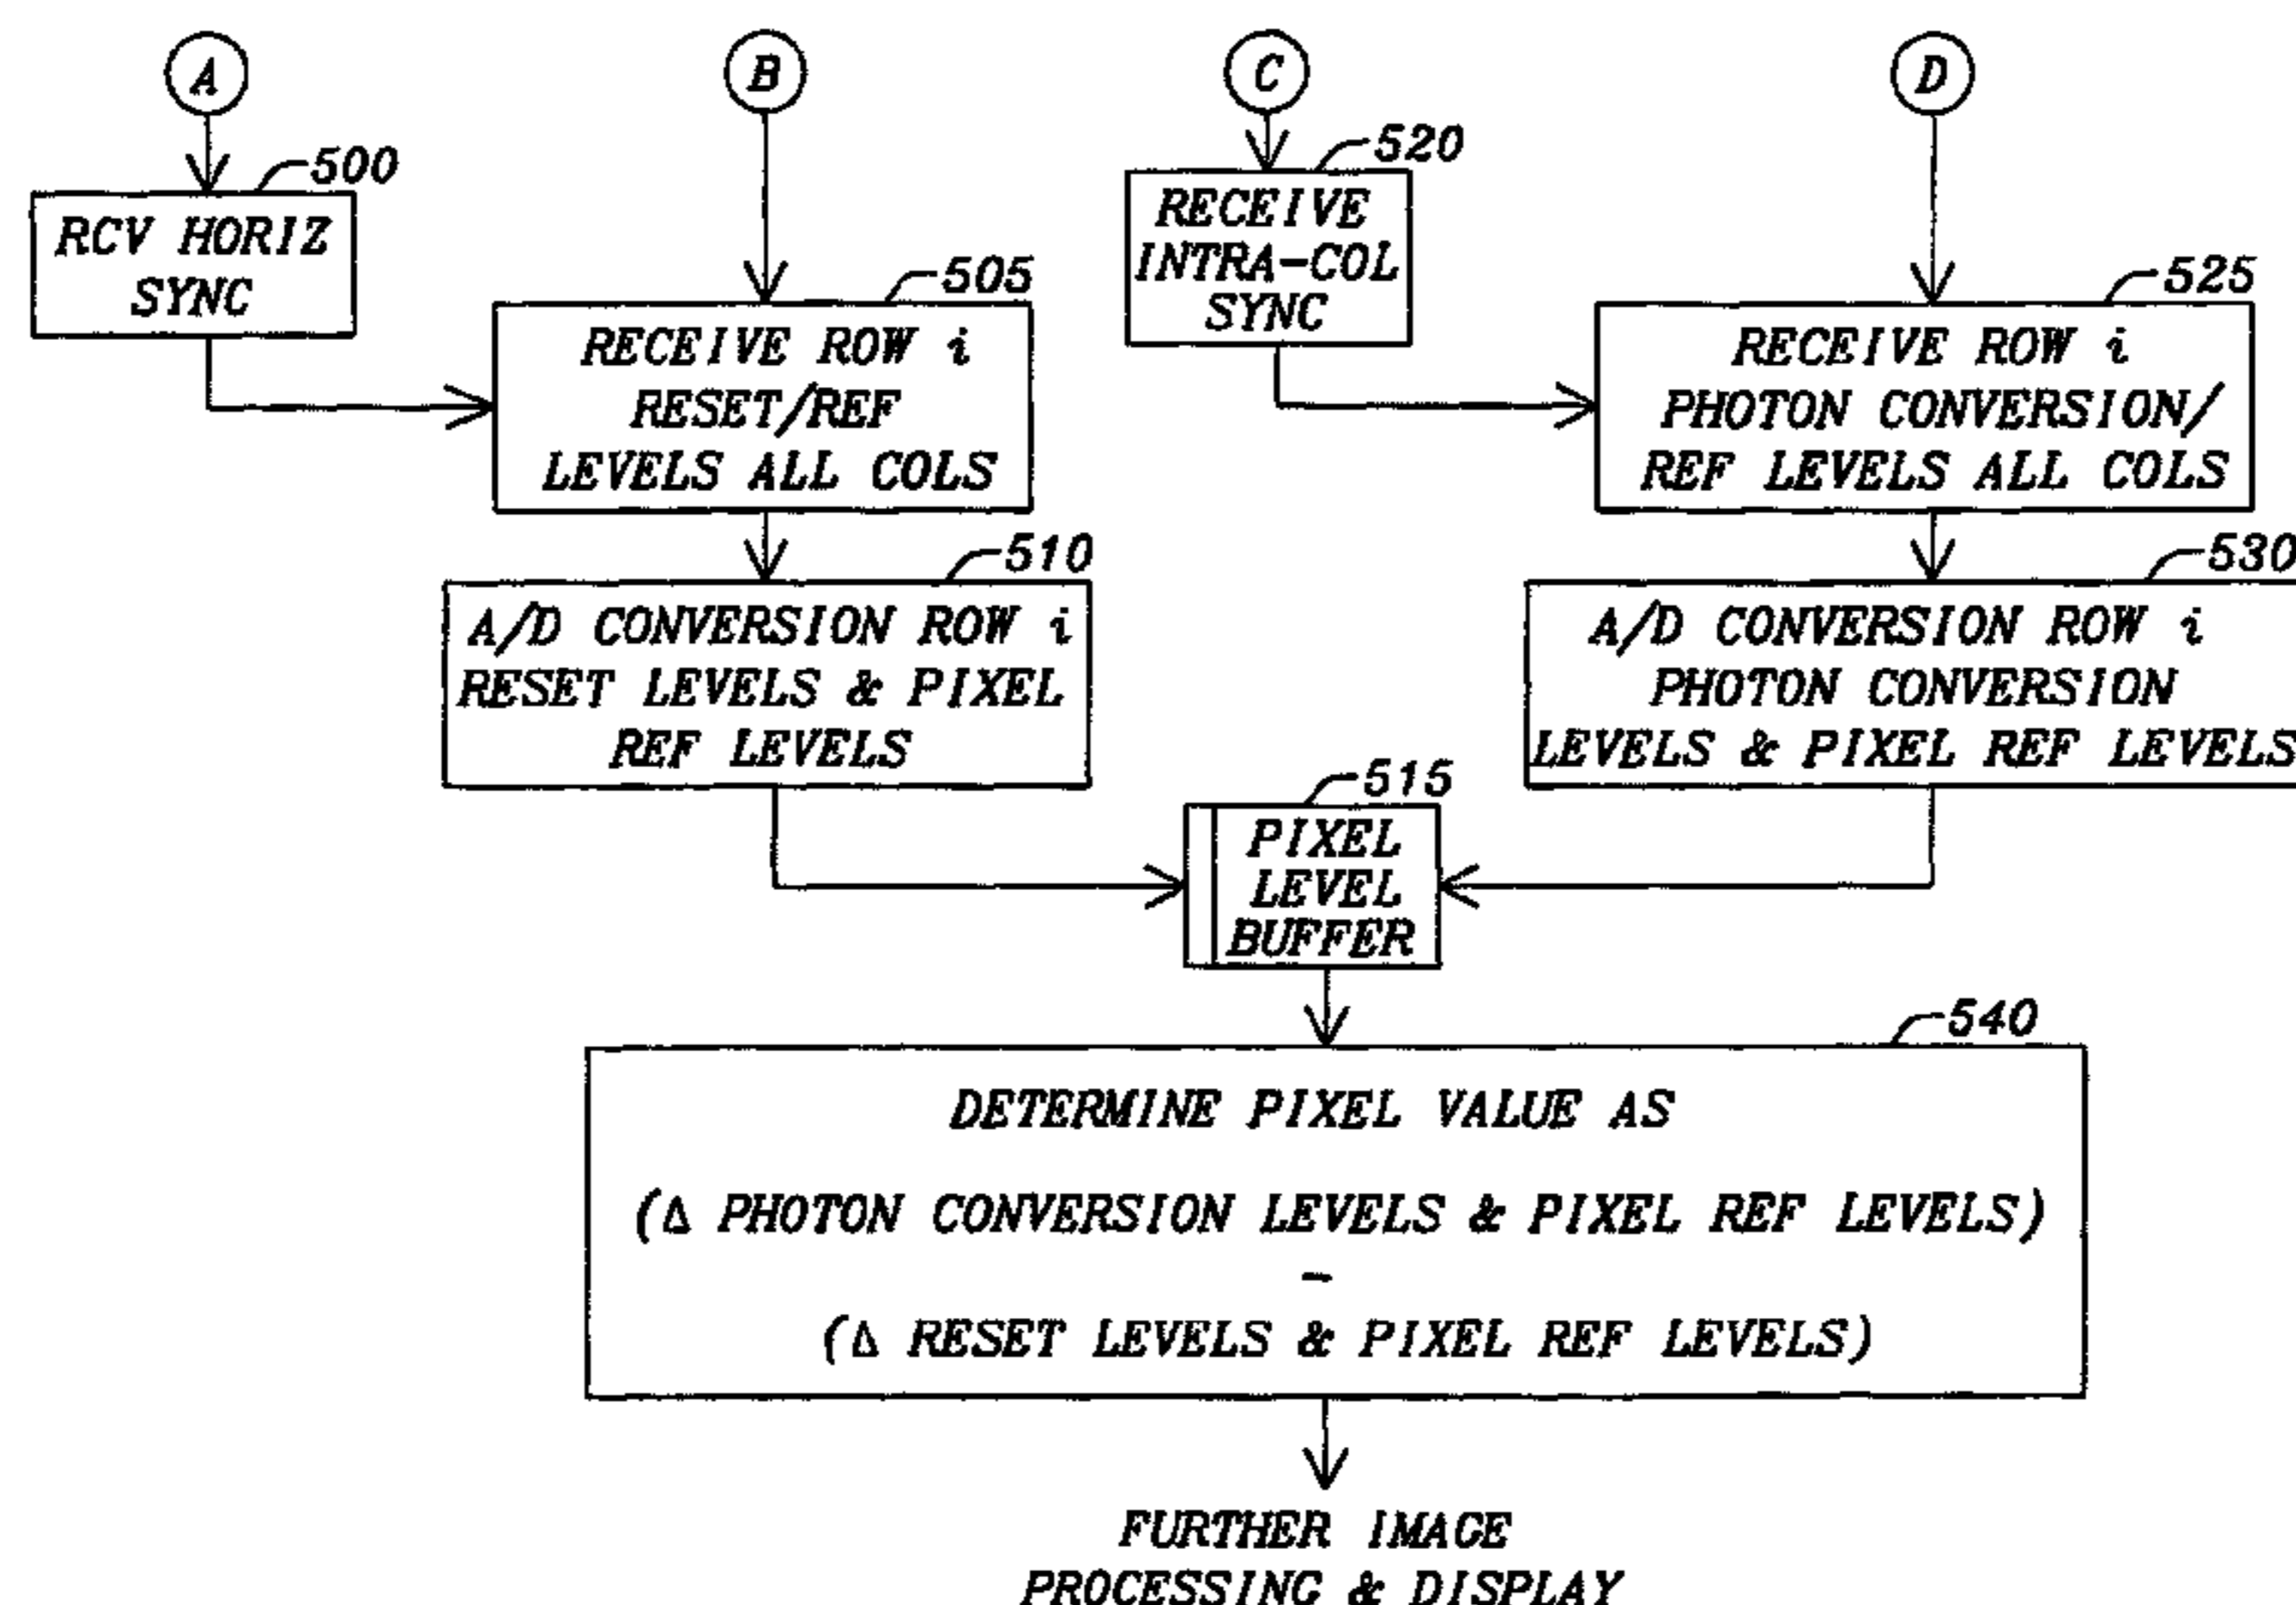 A
B
C
D
500
RCV HORIZ
SYNC
505
RECEIVE ROW i
RESET/REF
LEVELS ALL COLS
510
A/D CONVERSION ROW i
RESET LEVELS & PIXEL
REF LEVELS
520
RECEIVE
INTRA-COL
SYNC
525
RECEIVE ROW i
PHOTON CONVERSION/
REF LEVELS ALL COLS
530
A/D CONVERSION ROW i
PHOTON CONVERSION
LEVELS & PIXEL REF LEVELS
515
PIXEL
LEVEL
BUFFER
540
DETERMINE PIXEL VALUE AS
(Δ PHOTON CONVERSION LEVELS & PIXEL REF LEVELS)
-
(Δ RESET LEVELS & PIXEL REF LEVELS)
FURTHER IMAGE
PROCESSING & DISPLAY